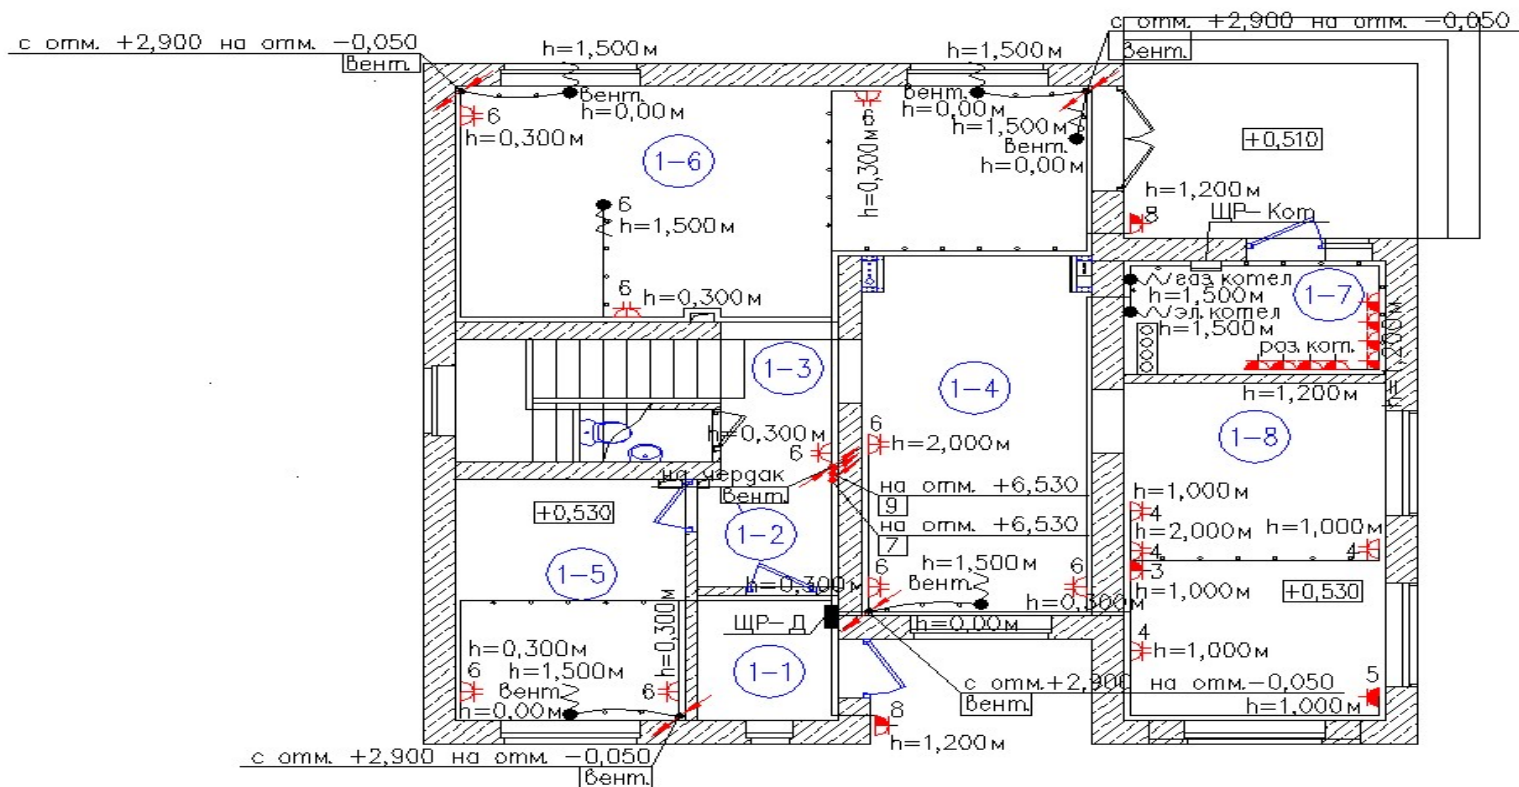 с отм. +2,900 на отм. -0,050
с отм. +2,900 на отм. -0,050
вент.
h=1,500м
h=1,500м
вент.
вент.
h=0,00м
вент.
h=0,00м
6
h=0,300м
6
h=0,300м
h=1,500м
вент.
h=0,00м
1-6
+0,510
h=1,200м
8
ЩР-Кот
6
h=1,500м
6
h=0,300м
газ.котел
h=1,500м
эл.котел
h=1,500м
1-7
роз.кот.
h=1,200м
h=1,200м
1-3
1-4
h=0,300м
6
6
h=2,000м
1-8
на чердак
вент.
на отм. +6,530
9
на отм. +6,530
7
+0,530
1-2
1-5
h=1,000м
4
h=2,000м
4
h=1,000м
4
3
h=1,000м
+0,530
h=0,300м
6
h=1,500м
вент.
6
h=0,300м
h=0,00м
ЩР-Д
1-1
h=0,300м
h=0,300м
6
h=1,500м
вент.
6
h=0,00м
4
h=1,000м
5
h=1,000м
с отм.+2,900 на отм.-0,050
вент.
8
h=1,200м
с отм. +2,900 на отм. -0,050
вент.